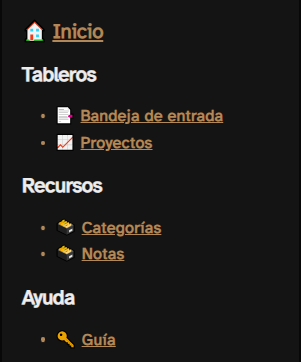 Inicio
Tableros
Bandeja de entrada
Proyectos
Recursos
Categorías
Notas
Ayuda
Guía